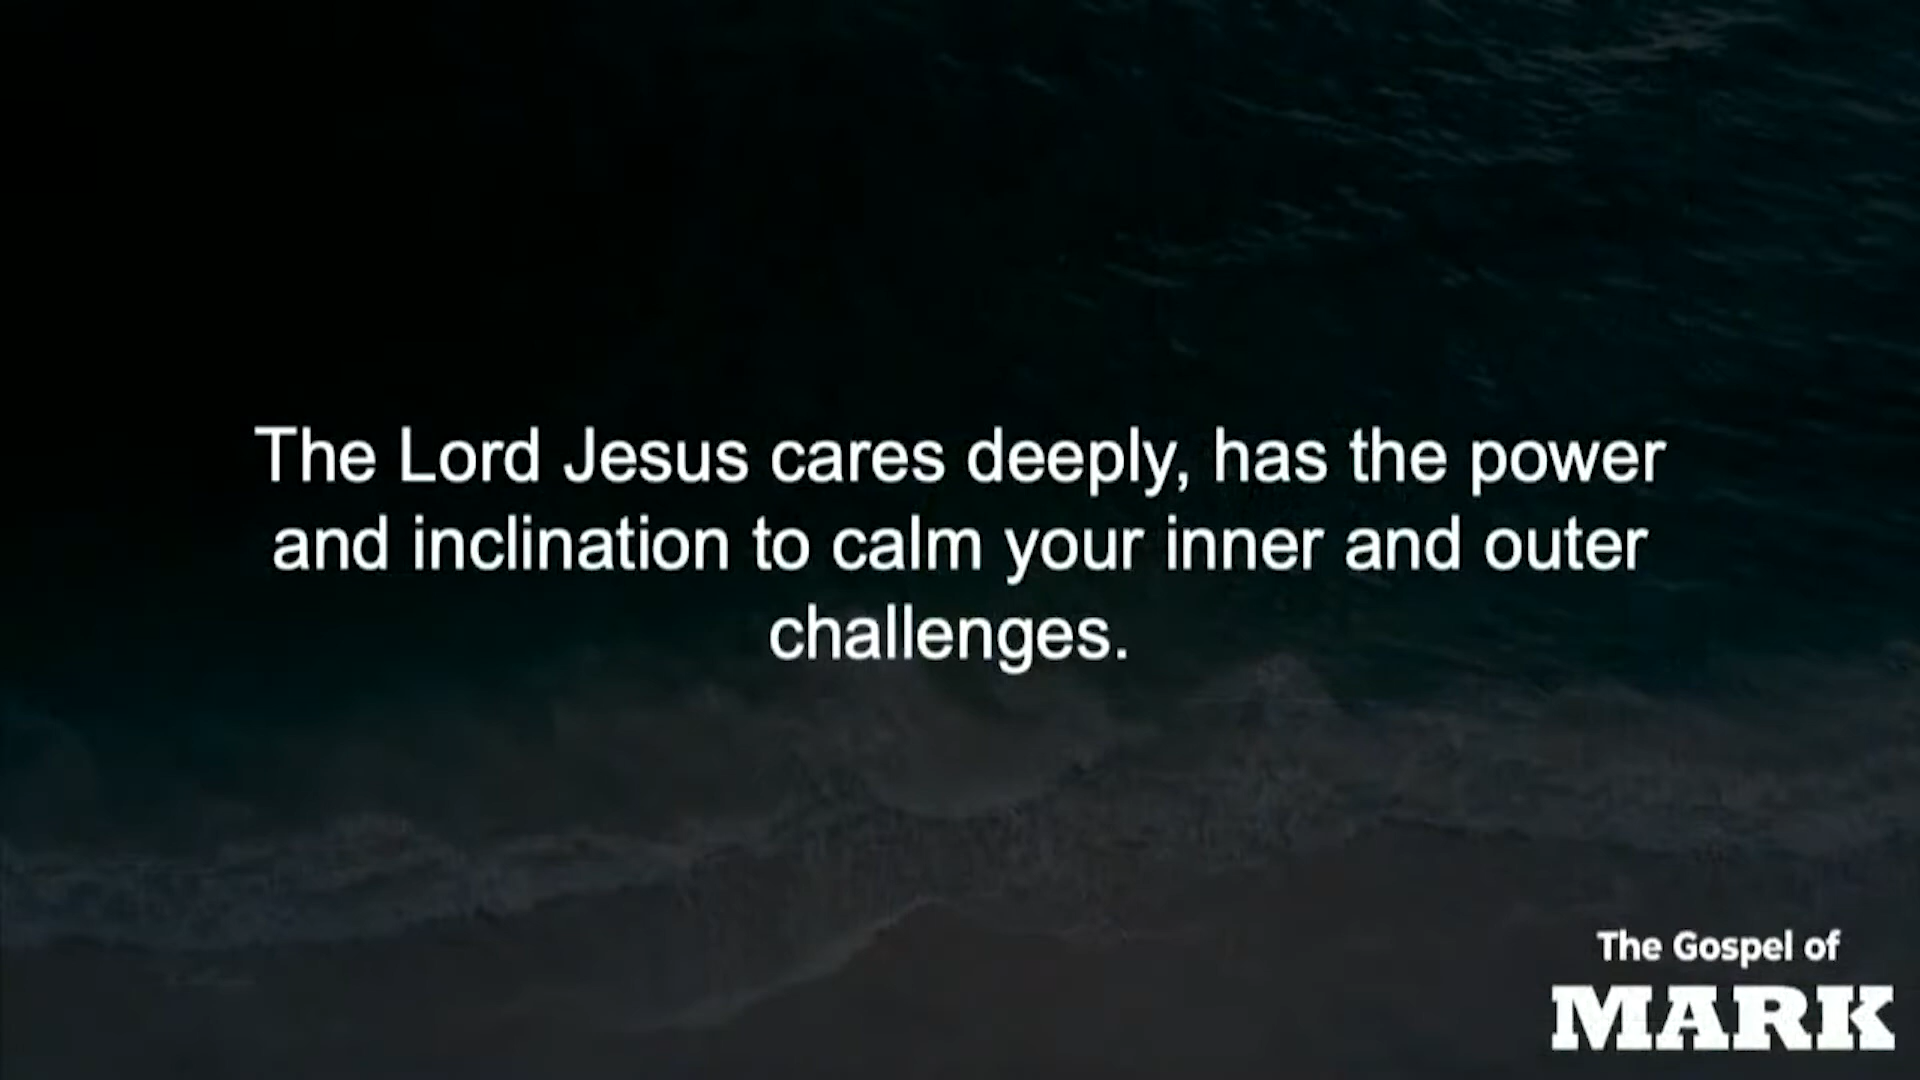 The Lord Jesus cares deeply, has the power
and inclination to calm your inner and outer
challenges.
The Gospel of
MARK